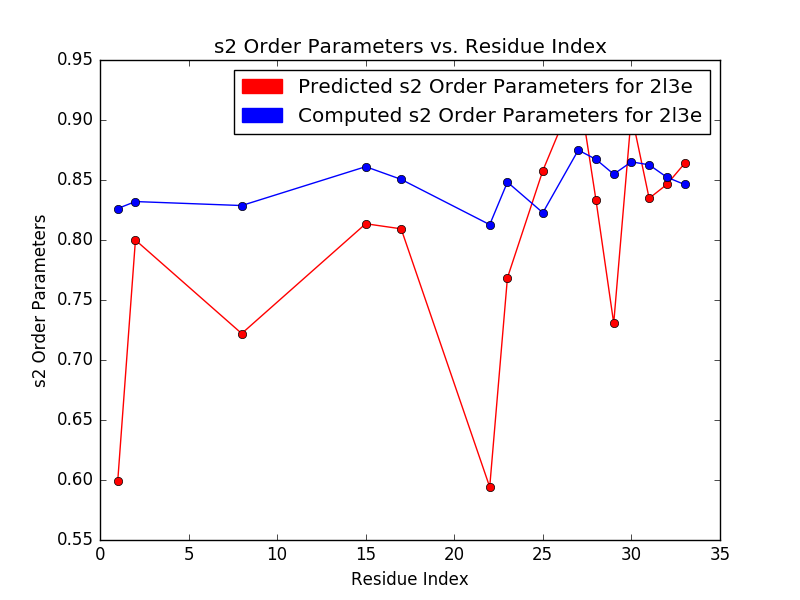 s2 Order Parameters vs. Residue Index
Predicted s2 Order Parameters for 2l3e
Computed s2 Order Parameters for 2l3e
0.95
0.90
0.85
0.80
0.75
0.70
0.65
0.60
0.55
s2 Order Parameters
0 5 10 15 20 25 30 35
Residue Index